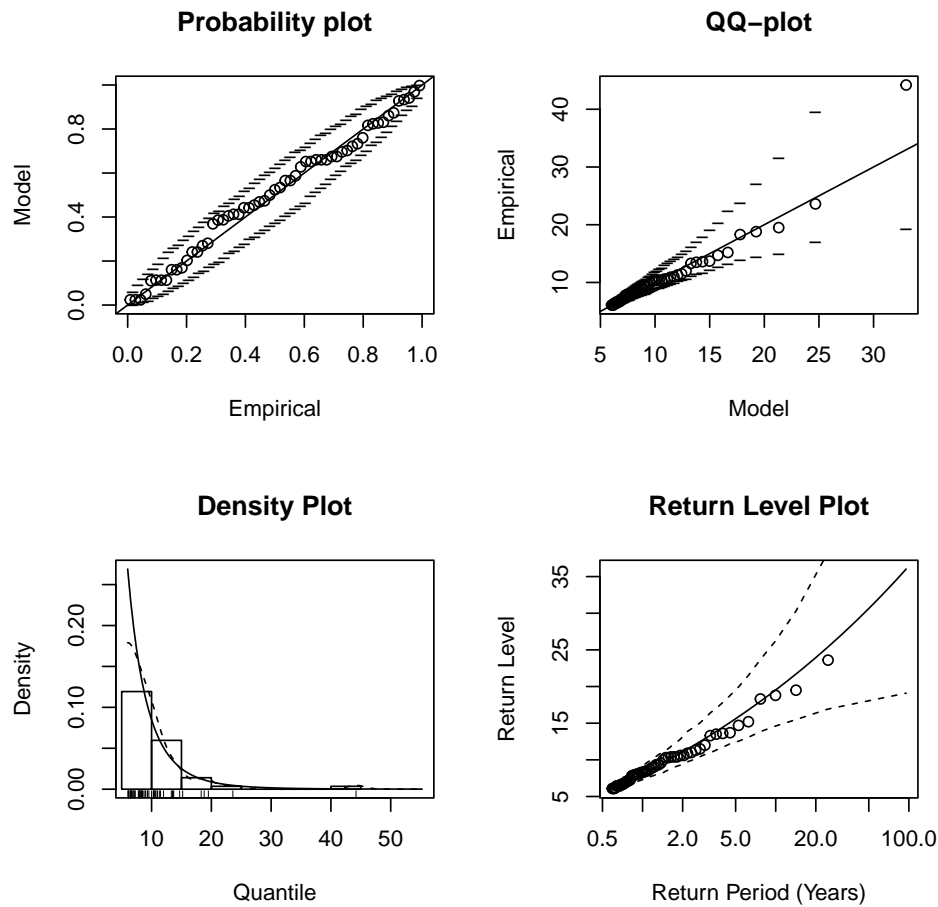 Probability plot
Model
0.0 0.4 0.8
0.0 0.2 0.4 0.6 0.8 1.0
Empirical
QQ−plot
Empirical
10 20 30 40
5 10 15 20 25 30
Model
Density Plot
Density
0.00 0.10 0.20
10 20 30 40 50
Quantile
Return Level Plot
Return Level
5 15 25 35
0.5 2.0 5.0 20.0 100.0
Return Period (Years)